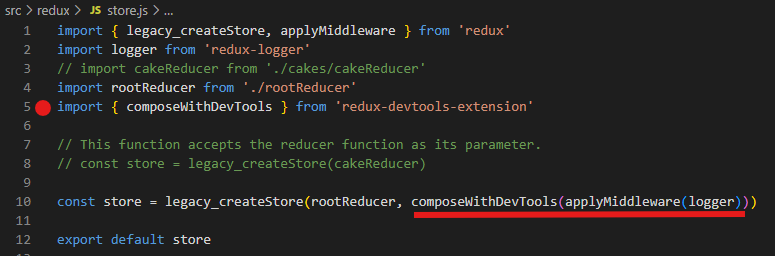 src > redux > JS store.js > ...
1 import { legacy_createStore, applyMiddleware } from 'redux'
2 import logger from 'redux-logger'
3 // import cakeReducer from './cakes/cakeReducer'
4 import rootReducer from './rootReducer'
5 import { composeWithDevTools } from 'redux-devtools-extension'
6
7 // This function accepts the reducer function as its parameter.
8 // const store = legacy_createStore(cakeReducer)
9
10 const store = legacy_createStore(rootReducer, composeWithDevTools(applyMiddleware(logger)))
11
12 export default store